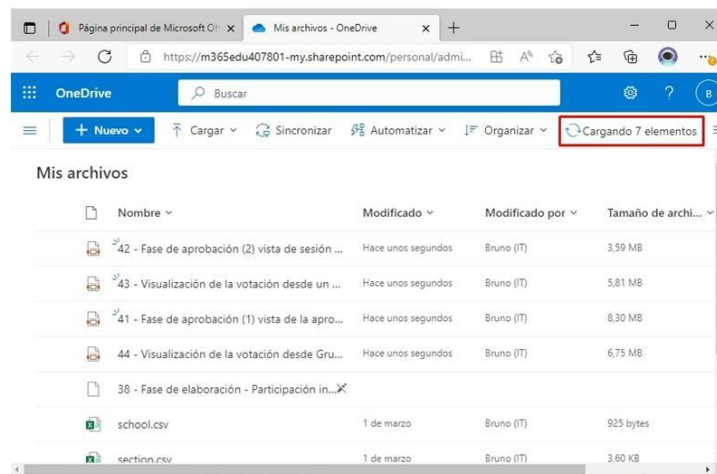 Página principal de Microsoft Of
Mis archivos - OneDrive
https://m365edu407801-my.sharepoint.com/personal/admi...
OneDrive
Buscar
B
+ Nuevo
Cargar
Sincronizar
Automatizar
Organizar
Cargando 7 elementos
Mis archivos
Nombre Modificado Modificado por Tamaño de archi...
42 - Fase de aprobación (2) vista de sesión ... Hace unos segundos Bruno (IT) 3,59 MB
43 - Visualización de la votación desde un ... Hace unos segundos Bruno (IT) 5,81 MB
41 - Fase de aprobación (1) vista de la apro... Hace unos segundos Bruno (IT) 8,30 MB
44 - Visualización de la votación desde Gru... Hace unos segundos Bruno (IT) 6,75 MB
38 - Fase de elaboración - Participación in...
school.csv 1 de marzo Bruno (IT) 925 bytes
section.csv 1 de marzo Bruno (IT) 3,60 KB